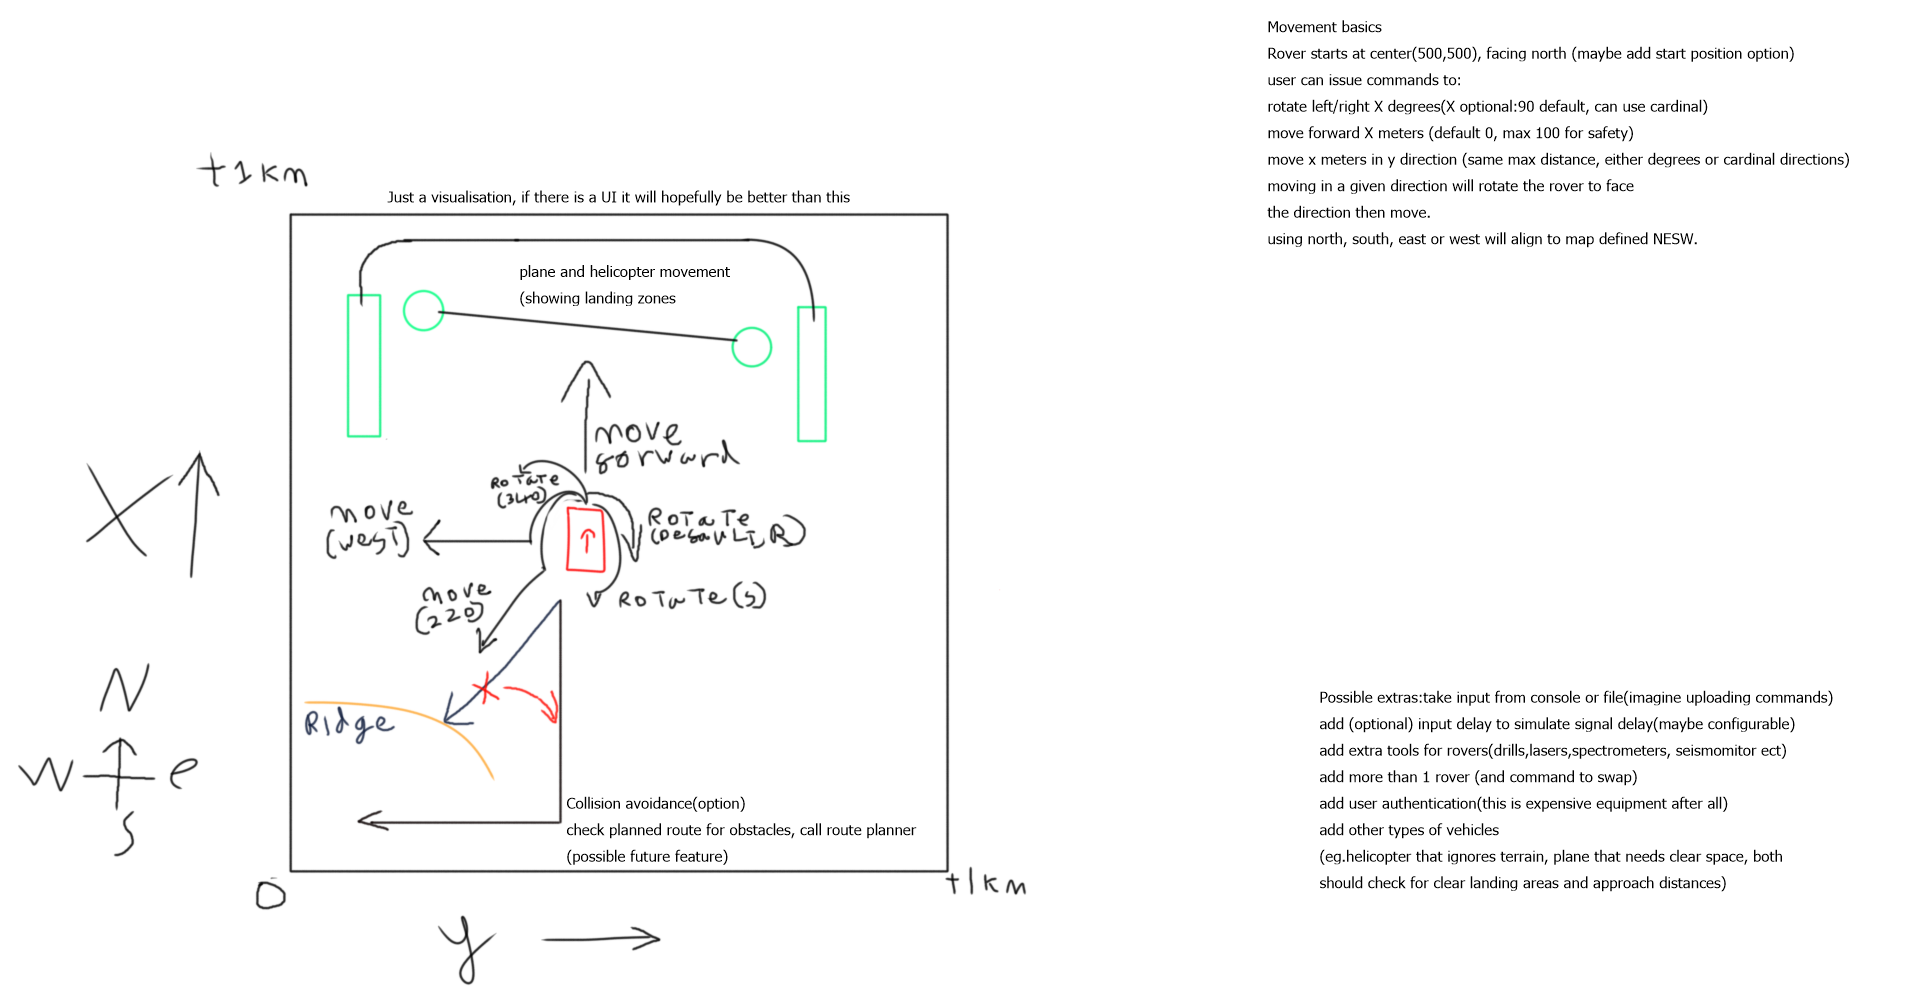 Movement basics
Rover starts at center(500,500), facing north (maybe add start position option)
user can issue commands to:
rotate left/right X degrees(X optional:90 default, can use cardinal)
move forward X meters (default 0, max 100 for safety)
move x meters in y direction (same max distance, either degrees or cardinal directions)
moving in a given direction will rotate the rover to face
the direction then move.
using north, south, east or west will align to map defined NESW.
+1km
Just a visualisation, if there is a UI it will hopefully be better than this
plane and helicopter movement
(showing landing zones
move
forward
RoTaTe
(340)
move
(west)
RoTaTe
(DefauLT, R)
move
(220)
RoTaTe(s)
X
N
W
e
S
Ridge
Collision avoidance(option)
check planned route for obstacles, call route planner
(possible future feature)
0
+1km
y
Possible extras:take input from console or file(imagine uploading commands)
add (optional) input delay to simulate signal delay(maybe configurable)
add extra tools for rovers(drills,lasers,spectrometers, seismomitor ect)
add more than 1 rover (and command to swap)
add user authentication(this is expensive equipment after all)
add other types of vehicles
(eg.helicopter that ignores terrain, plane that needs clear space, both
should check for clear landing areas and approach distances)